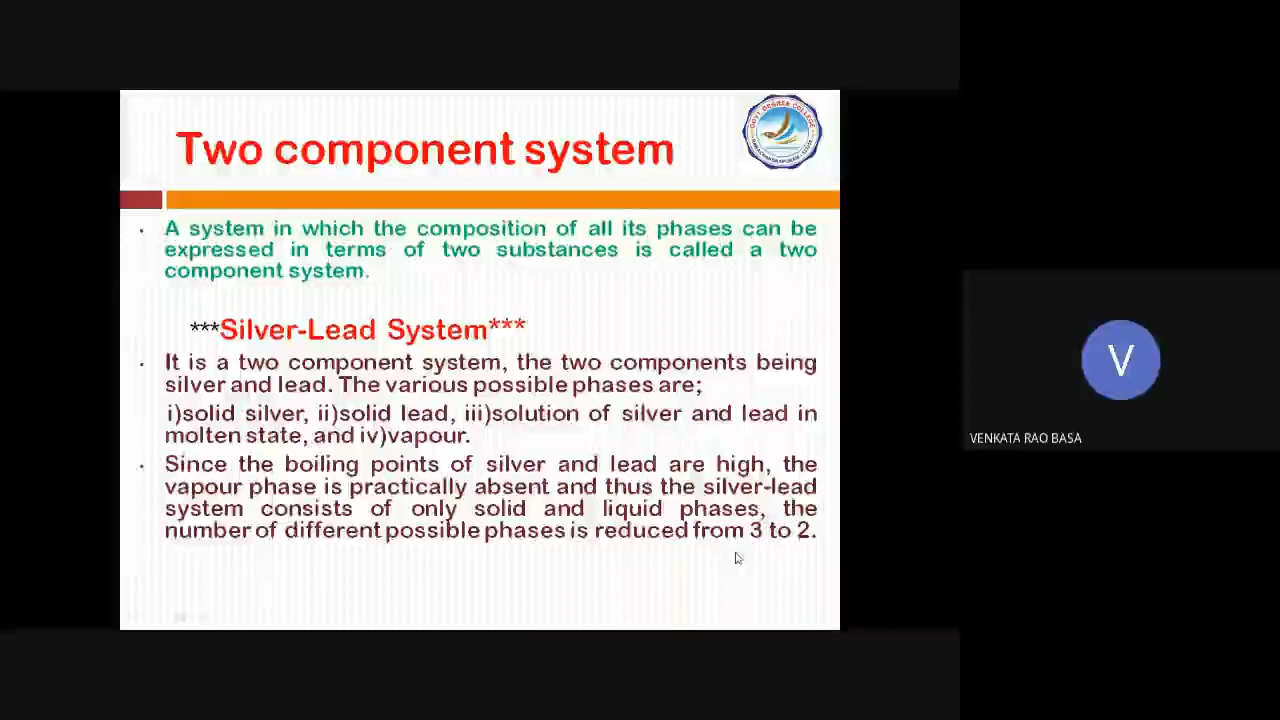 Two component system
GOVT DEGREE COLLEGE
• A system in which the composition of all its phases can be
expressed in terms of two substances is called a two
component system.
***Silver-Lead System***
• It is a two component system, the two components being
silver and lead. The various possible phases are;
i)solid silver, ii)solid lead, iii)solution of silver and lead in
molten state, and iv)vapour.
• Since the boiling points of silver and lead are high, the
vapour phase is practically absent and thus the silver-lead
system consists of only solid and liquid phases, the
number of different possible phases is reduced from 3 to 2.
V
VENKATA RAO BASA